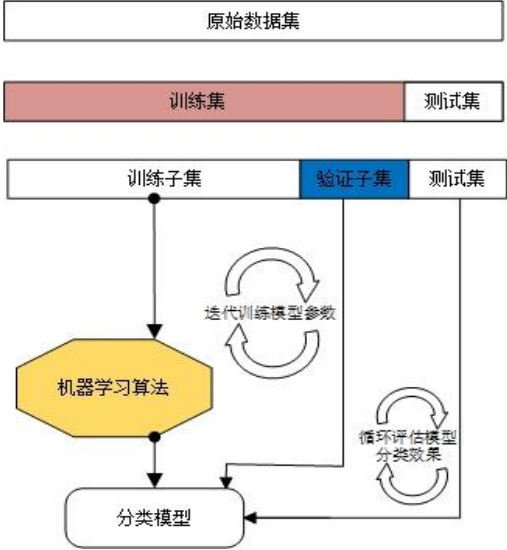 原始数据集
训练集
测试集
训练子集
验证子集
测试集
迭代训练模型参数
机器学习算法
循环评估模型
分类效果
分类模型